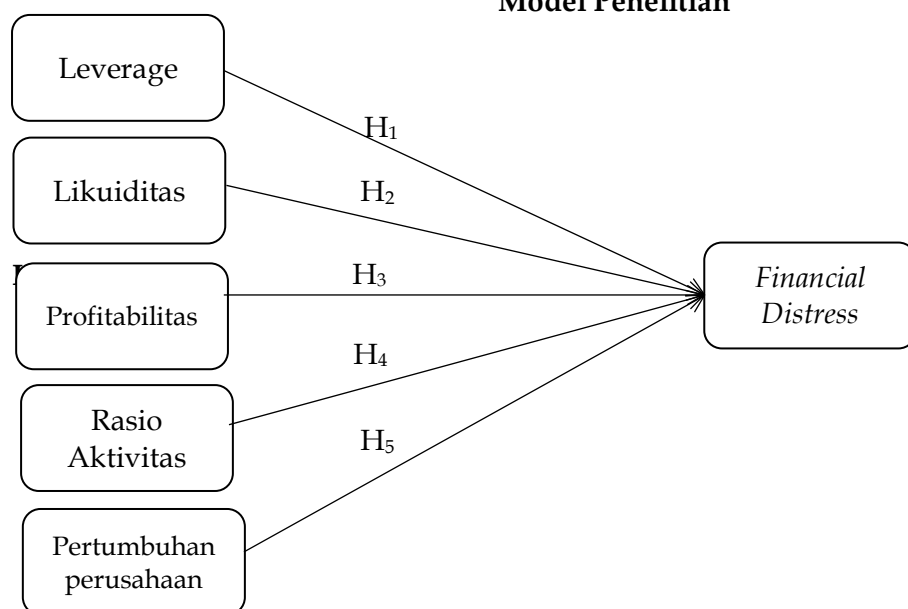 Model Penelitian
Leverage
H₁
Likuiditas
H₂
Profitabilitas
H₃
Financial
Distress
Rasio
Aktivitas
H₄
Pertumbuhan
perusahaan
H₅